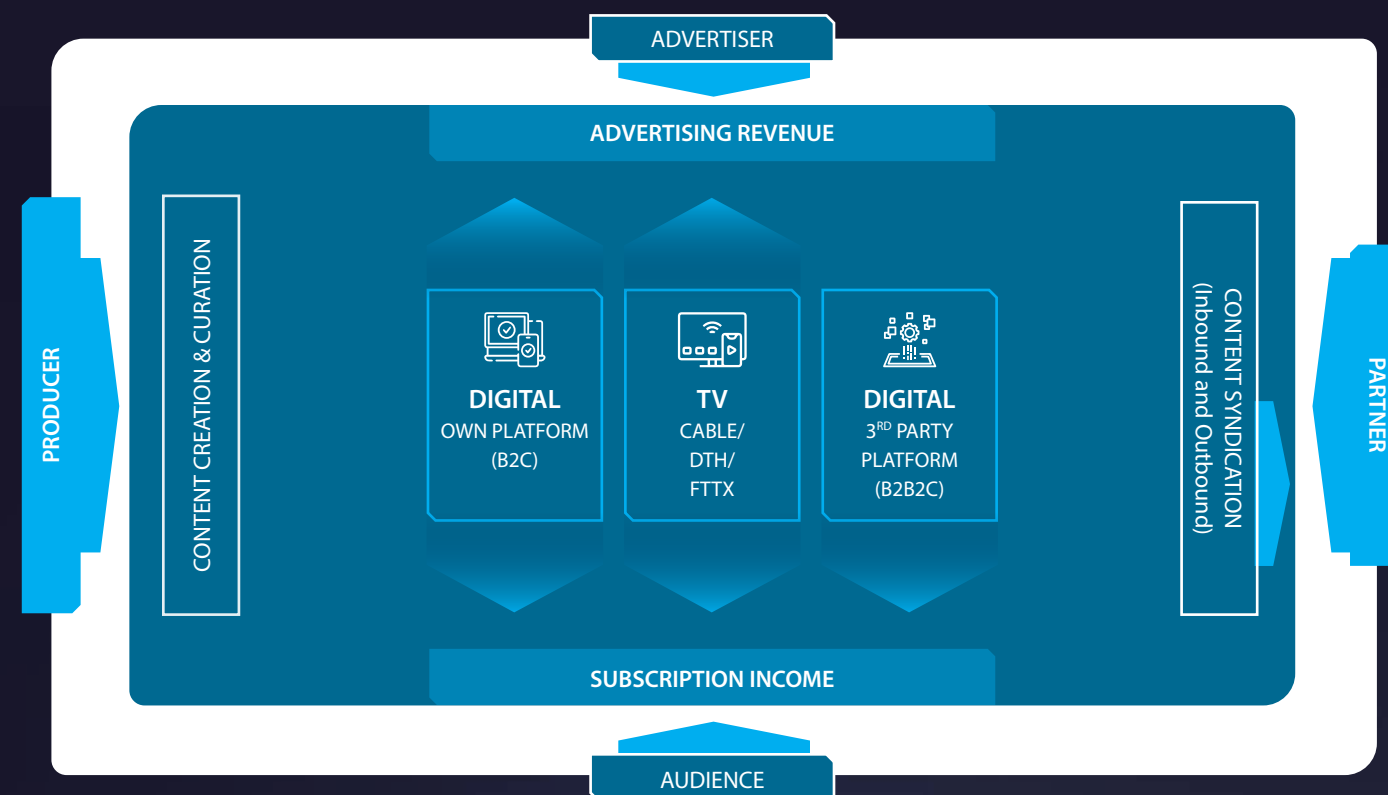 ADVERTISER
ADVERTISING REVENUE
PRODUCER
CONTENT CREATION & CURATION
DIGITAL
OWN PLATFORM
(B2C)
TV
CABLE/
DTH/
FTTX
DIGITAL
3RD PARTY
PLATFORM
(B2B2C)
CONTENT SYNDICATION
(Inbound and Outbound)
PARTNER
SUBSCRIPTION INCOME
AUDIENCE